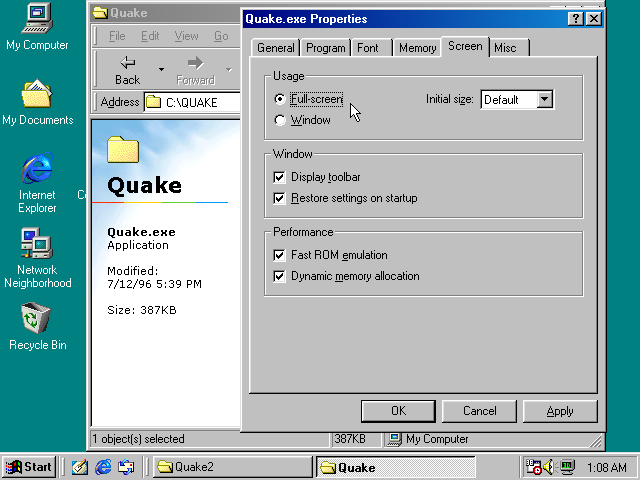 My Computer
My Documents
Internet
Explorer
Network
Neighborhood
Recycle Bin
Quake
File Edit View Go
Back
Forward
Address C:\QUAKE
Quake
Quake.exe
Application
Modified:
7/12/96 5:39 PM
Size: 387KB
1 object(s) selected
387KB
My Computer
Quake.exe Properties
General Program Font Memory Screen Misc
Usage
Full-screen
Initial size: Default
Window
Window
Display toolbar
Restore settings on startup
Performance
Fast ROM emulation
Dynamic memory allocation
OK Cancel Apply
Start
Quake2
Quake
1:08 AM